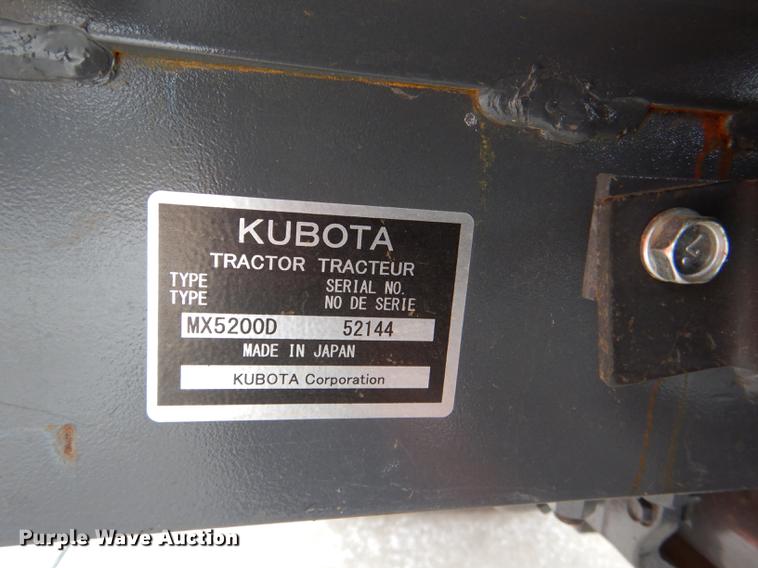 KUBOTA
TRACTOR TRACTEUR
TYPE SERIAL NO.
TYPE NO DE SERIE
MX5200D 52144
MADE IN JAPAN
KUBOTA Corporation
Purple Wave Auction